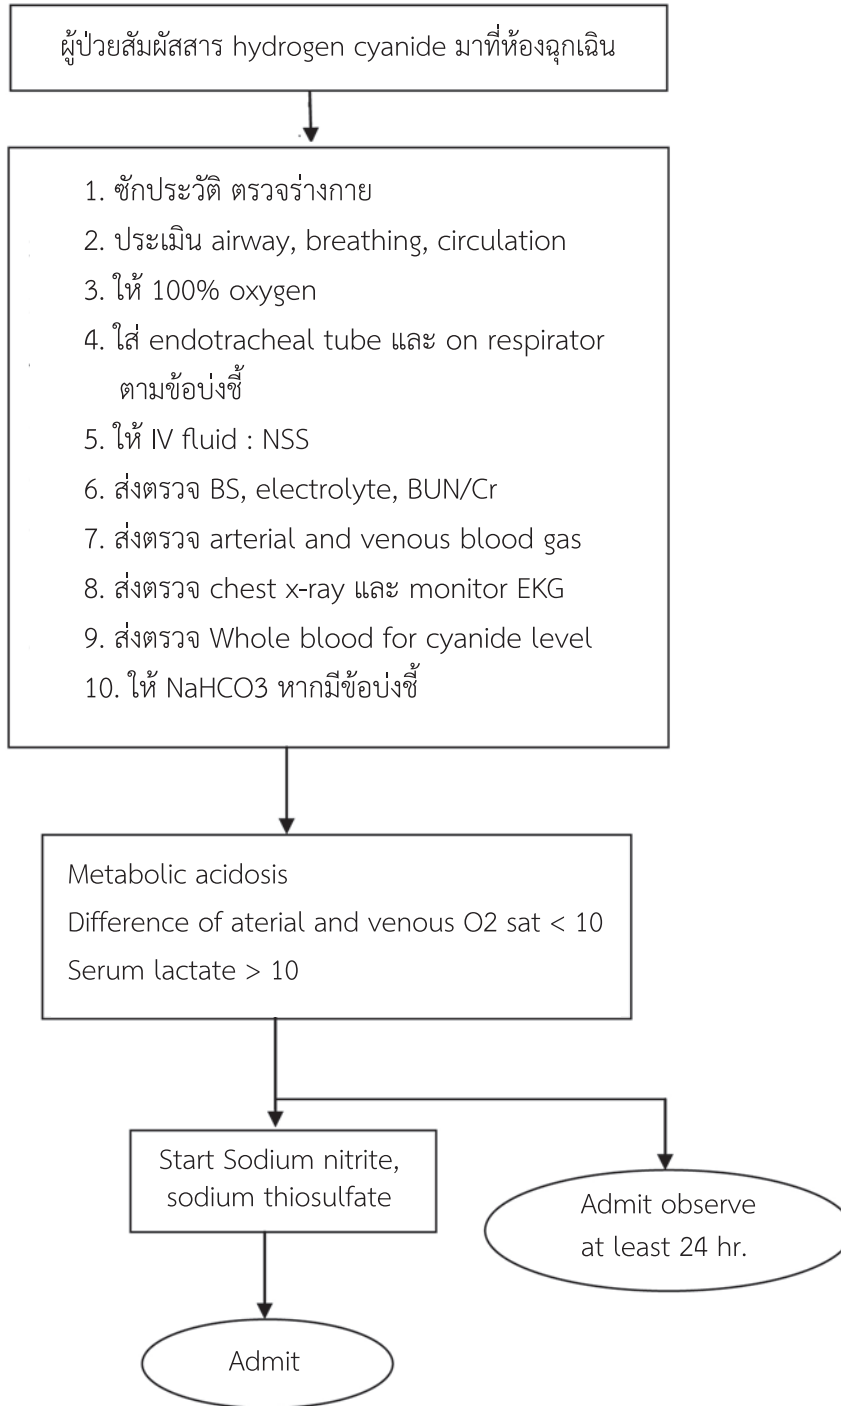 ผู้ป่วยสัมผัสสาร hydrogen cyanide มาที่ห้องฉุกเฉิน
1. ซักประวัติ ตรวจร่างกาย
2. ประเมิน airway, breathing, circulation
3. ให้ 100% oxygen
4. ใส่ endotracheal tube และ on respirator
ตามข้อบ่งชี้
5. ให้ IV fluid : NSS
6. ส่งตรวจ BS, electrolyte, BUN/Cr
7. ส่งตรวจ arterial and venous blood gas
8. ส่งตรวจ chest x-ray และ monitor EKG
9. ส่งตรวจ Whole blood for cyanide level
10. ให้ NaHCO3 หากมีข้อบ่งชี้
Metabolic acidosis
Difference of aterial and venous O2 sat < 10
Serum lactate > 10
Start Sodium nitrite,
sodium thiosulfate
Admit observe
at least 24 hr.
Admit